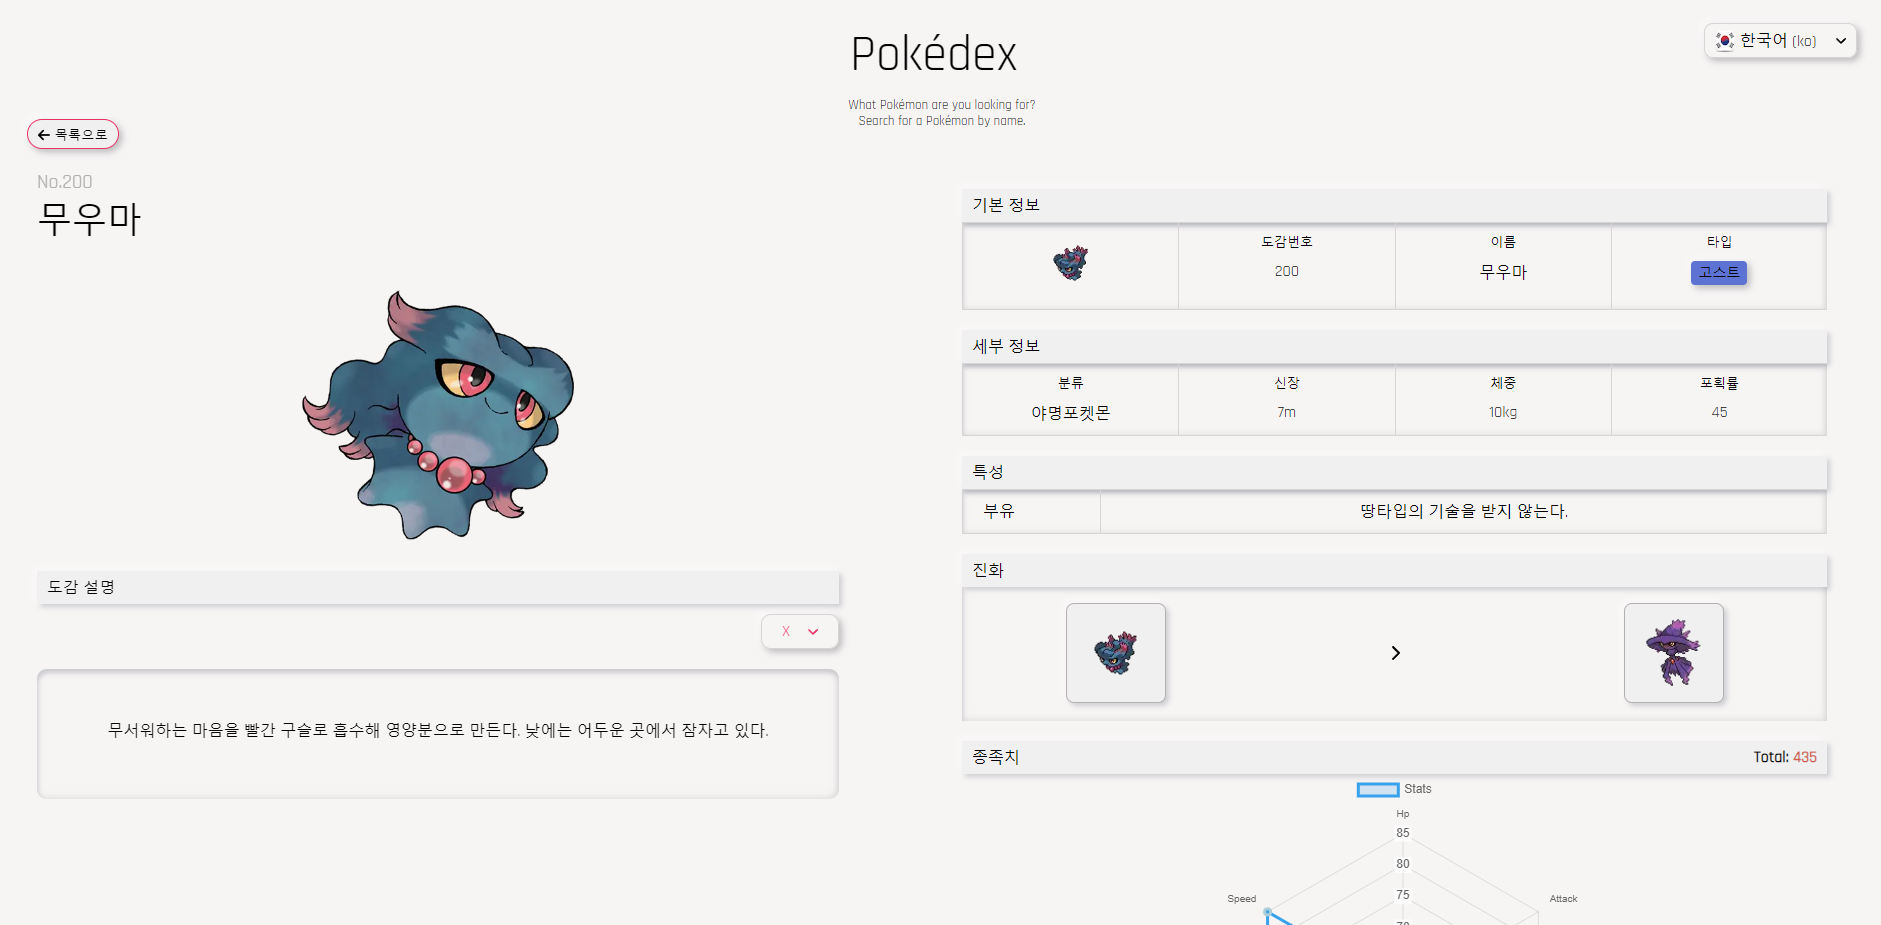 Pokédex
한국어 (ko)
What Pokémon are you looking for?
Search for a Pokémon by name.
목록으로
No.200
무우마
도감 설명
X
무서워하는 마음을 빨간 구슬로 흡수해 영양분으로 만든다. 낮에는 어두운 곳에서 잠자고 있다.
기본 정보
도감번호 이름 타입
200 무우마 고스트
세부 정보
분류 신장 체중 포획률
야명포켓몬 7m 10kg 45
특성
부유 땅타입의 기술을 받지 않는다.
진화
종족치 Total: 435
Stats
Hp
85
80
75
Speed Attack